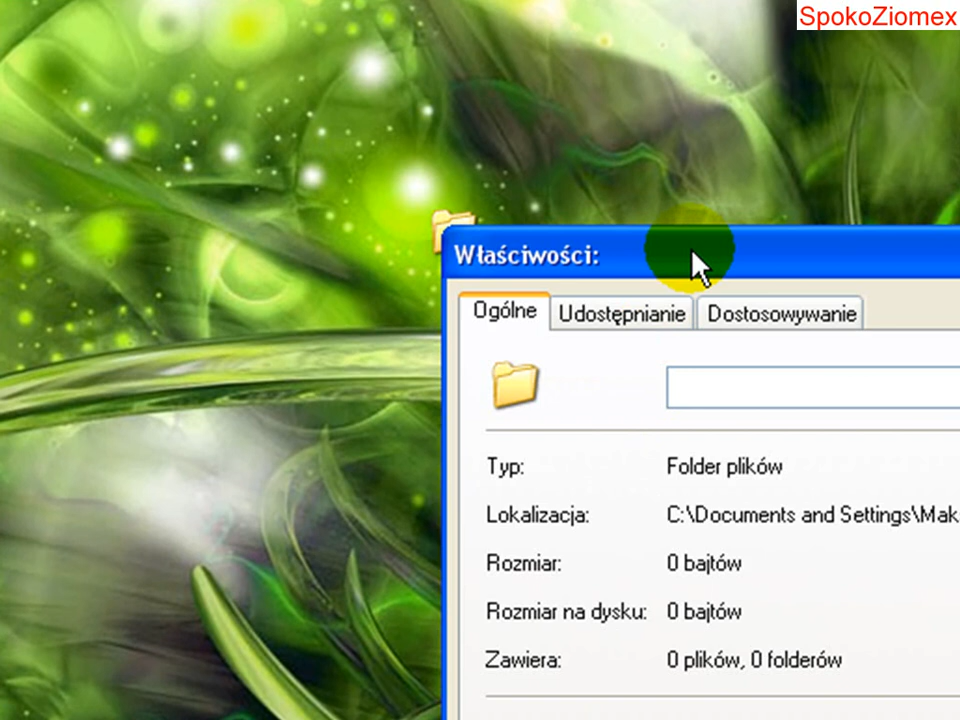 SpokoZiomex
Właściwości:
Ogólne Udostępnianie Dostosowywanie
Typ: Folder plików
Lokalizacja: C:\Documents and Settings\Mak
Rozmiar: 0 bajtów
Rozmiar na dysku: 0 bajtów
Zawiera: 0 plików, 0 folderów